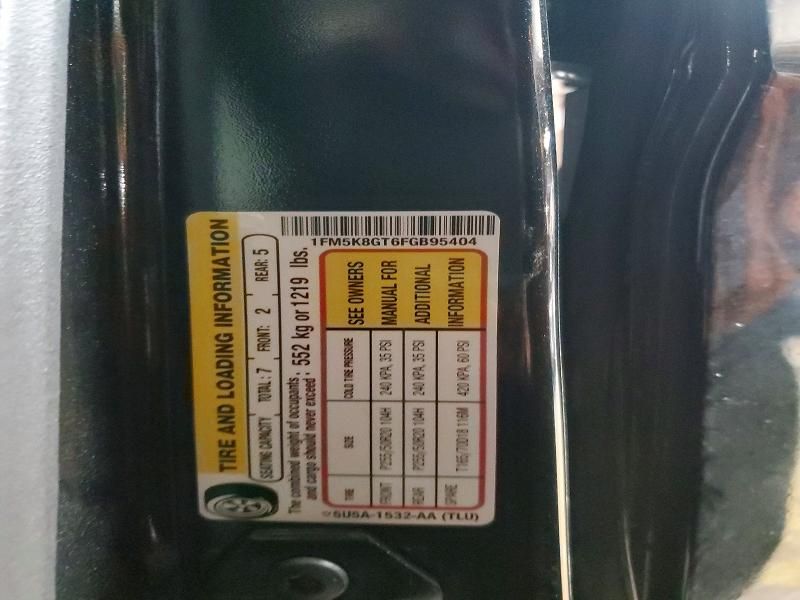 TIRE AND LOADING INFORMATION
SEATING CAPACITY TOTAL: 7 FRONT: 2 REAR: 5
The combined weight of occupants
and cargo should never exceed: 552 kg or 1219 lbs.
TIRE SIZE COLD TIRE PRESSURE SEE OWNERS
FRONT P255/50R20 104H 240 KPA, 35 PSI MANUAL FOR
REAR P255/50R20 104H 240 KPA, 35 PSI ADDITIONAL
SPARE T165/70D18 116M 420 KPA, 60 PSI INFORMATION
1FM5K8GT6FGB95404
5U5A-1532-AA (TLU)